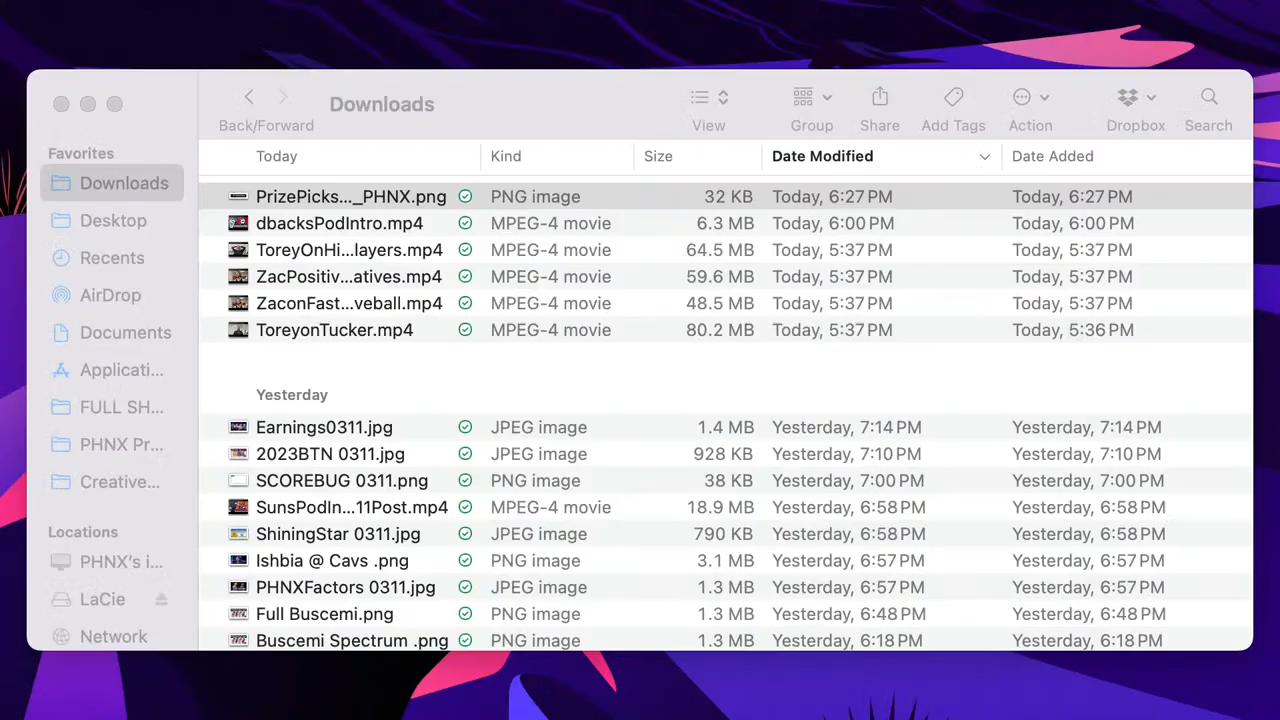 Downloads
Back/Forward View Group Share Add Tags Action Dropbox Search
Favorites
Downloads
Desktop
Recents
AirDrop
Documents
Applicati...
FULL SH...
PHNX Pr...
Creative...
Locations
PHNX's i...
LaCie
Network
Today Kind Size Date Modified Date Added
PrizePicks..._PHNX.png PNG image 32 KB Today, 6:27 PM Today, 6:27 PM
dbacksPodIntro.mp4 MPEG-4 movie 6.3 MB Today, 6:00 PM Today, 6:00 PM
ToreyOnHi...layers.mp4 MPEG-4 movie 64.5 MB Today, 5:37 PM Today, 5:37 PM
ZacPositiv...atives.mp4 MPEG-4 movie 59.6 MB Today, 5:37 PM Today, 5:37 PM
ZaconFast...veball.mp4 MPEG-4 movie 48.5 MB Today, 5:37 PM Today, 5:37 PM
ToreyonTucker.mp4 MPEG-4 movie 80.2 MB Today, 5:37 PM Today, 5:36 PM
Yesterday
Earnings0311.jpg JPEG image 1.4 MB Yesterday, 7:14 PM Yesterday, 7:14 PM
2023BTN 0311.jpg JPEG image 928 KB Yesterday, 7:10 PM Yesterday, 7:10 PM
SCOREBUG 0311.png PNG image 38 KB Yesterday, 7:00 PM Yesterday, 7:00 PM
SunsPodIn...11Post.mp4 MPEG-4 movie 18.9 MB Yesterday, 6:58 PM Yesterday, 6:58 PM
ShiningStar 0311.jpg JPEG image 790 KB Yesterday, 6:58 PM Yesterday, 6:58 PM
Ishbia @ Cavs .png PNG image 3.1 MB Yesterday, 6:57 PM Yesterday, 6:57 PM
PHNXFactors 0311.jpg JPEG image 1.3 MB Yesterday, 6:57 PM Yesterday, 6:57 PM
Full Buscemi.png PNG image 1.3 MB Yesterday, 6:48 PM Yesterday, 6:48 PM
Buscemi Spectrum .png PNG image 1.3 MB Yesterday, 6:18 PM Yesterday, 6:18 PM